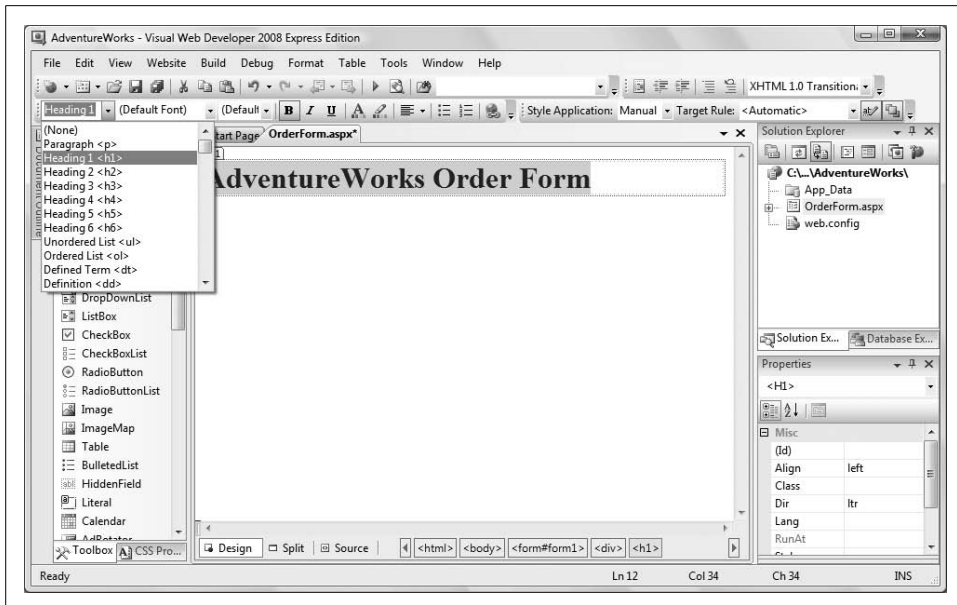 AdventureWorks - Visual Web Developer 2008 Express Edition
File Edit View Website Build Debug Format Table Tools Window Help
XHTML 1.0 Transition
Heading 1 (Default Font) (Default B I U A Style Application: Manual Target Rule: <Automatic>
(None)
Paragraph <p>
Heading 1 <h1>
Heading 2 <h2>
Heading 3 <h3>
Heading 4 <h4>
Heading 5 <h5>
Heading 6 <h6>
Unordered List <ul>
Ordered List <ol>
Defined Term <dt>
Definition <dd>
DropDownList
ListBox
CheckBox
CheckBoxList
RadioButton
RadioButtonList
Image
ImageMap
Table
BulletedList
HiddenField
Literal
Calendar
AdRotator
Toolbox CSS Pro...
tart Page OrderForm.aspx*
AdventureWorks Order Form
Design Split Source <html> <body> <form#form1> <div> <h1>
Solution Explorer
C:\...\AdventureWorks\
App_Data
OrderForm.aspx
web.config
Solution Ex... Database Ex...
Properties
<H1>
Misc
(Id)
Align left
Class
Dir ltr
Lang
RunAt
Ready Ln 12 Col 34 Ch 34 INS